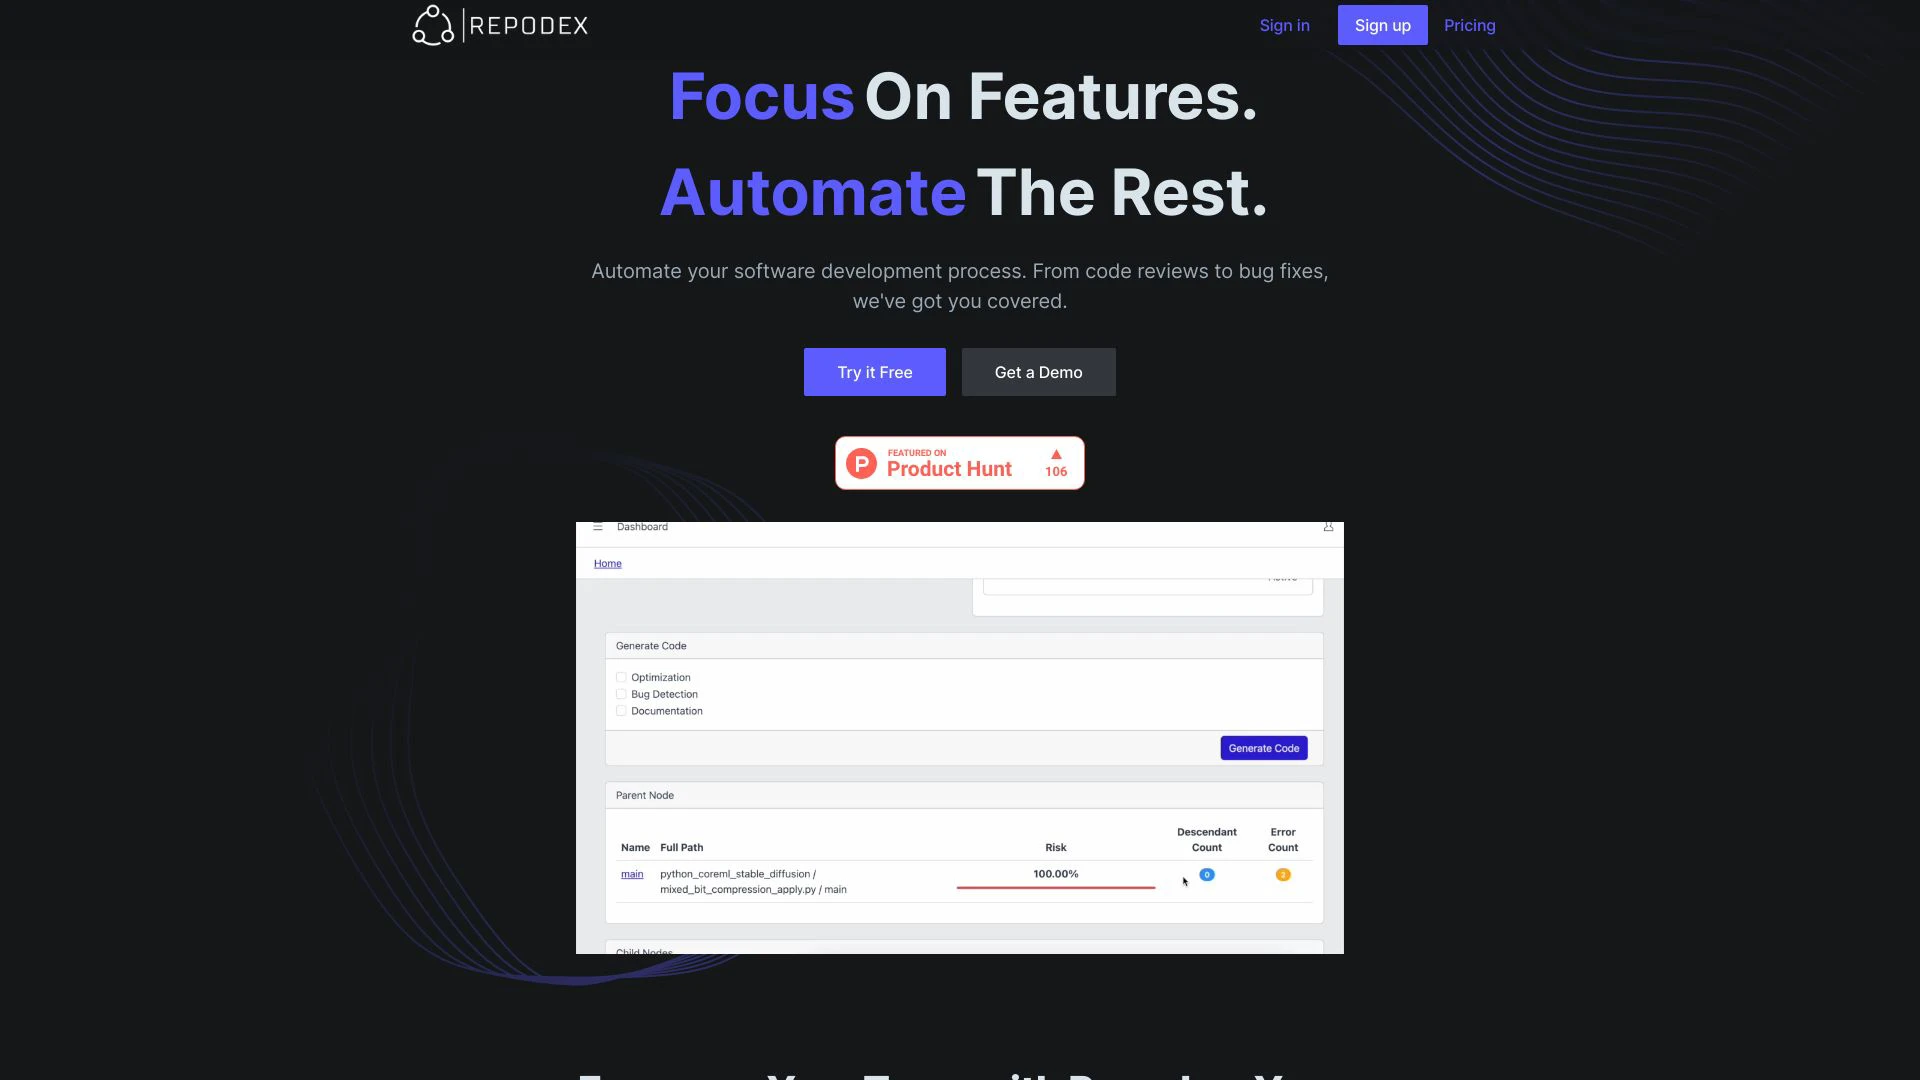 REPODEX
Sign in
Sign up
Pricing
Focus On Features.
Automate The Rest.
Automate your software development process. From code reviews to bug fixes,
we've got you covered.
Try it Free
Get a Demo
FEATURED ON
Product Hunt
106
Dashboard
Home
Generate Code
Optimization
Bug Detection
Documentation
Generate Code
Parent Node
Name
Full Path
Risk
Descendant
Count
Error
Count
main
python_coreml_stable_diffusion /
mixed_bit_compression_apply.py / main
100.00%
0
2
Child Nodes